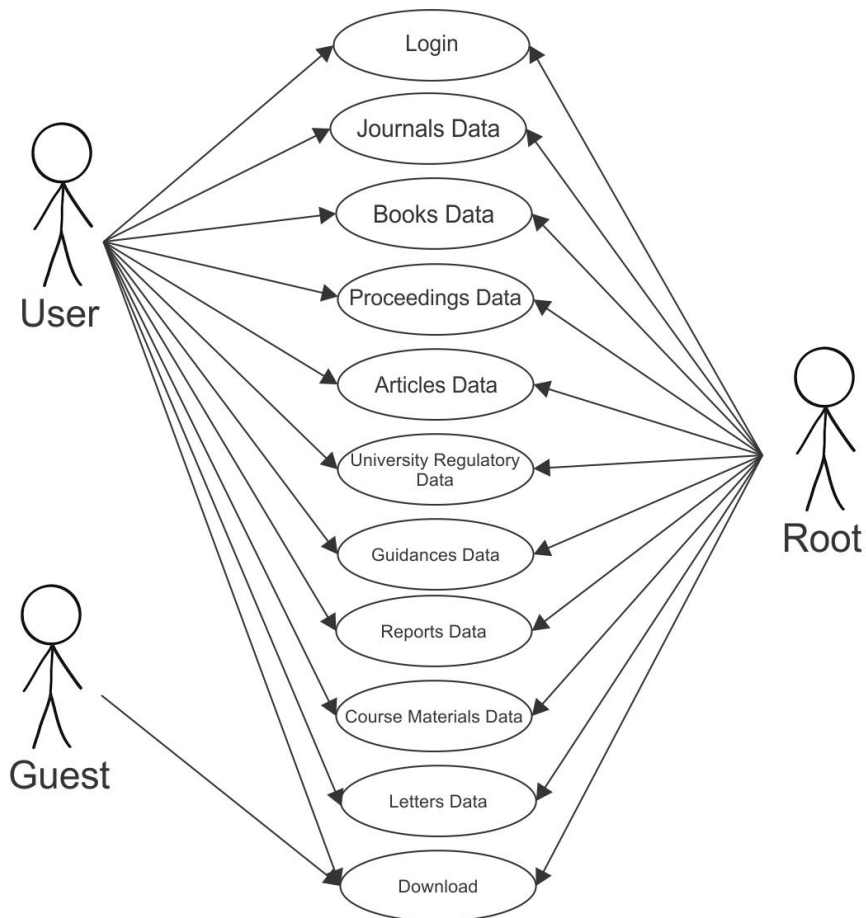 Login
Journals Data
Books Data
User
Proceedings Data
Articles Data
University Regulatory
Data
Root
Guidances Data
Reports Data
Course Materials Data
Guest
Letters Data
Download